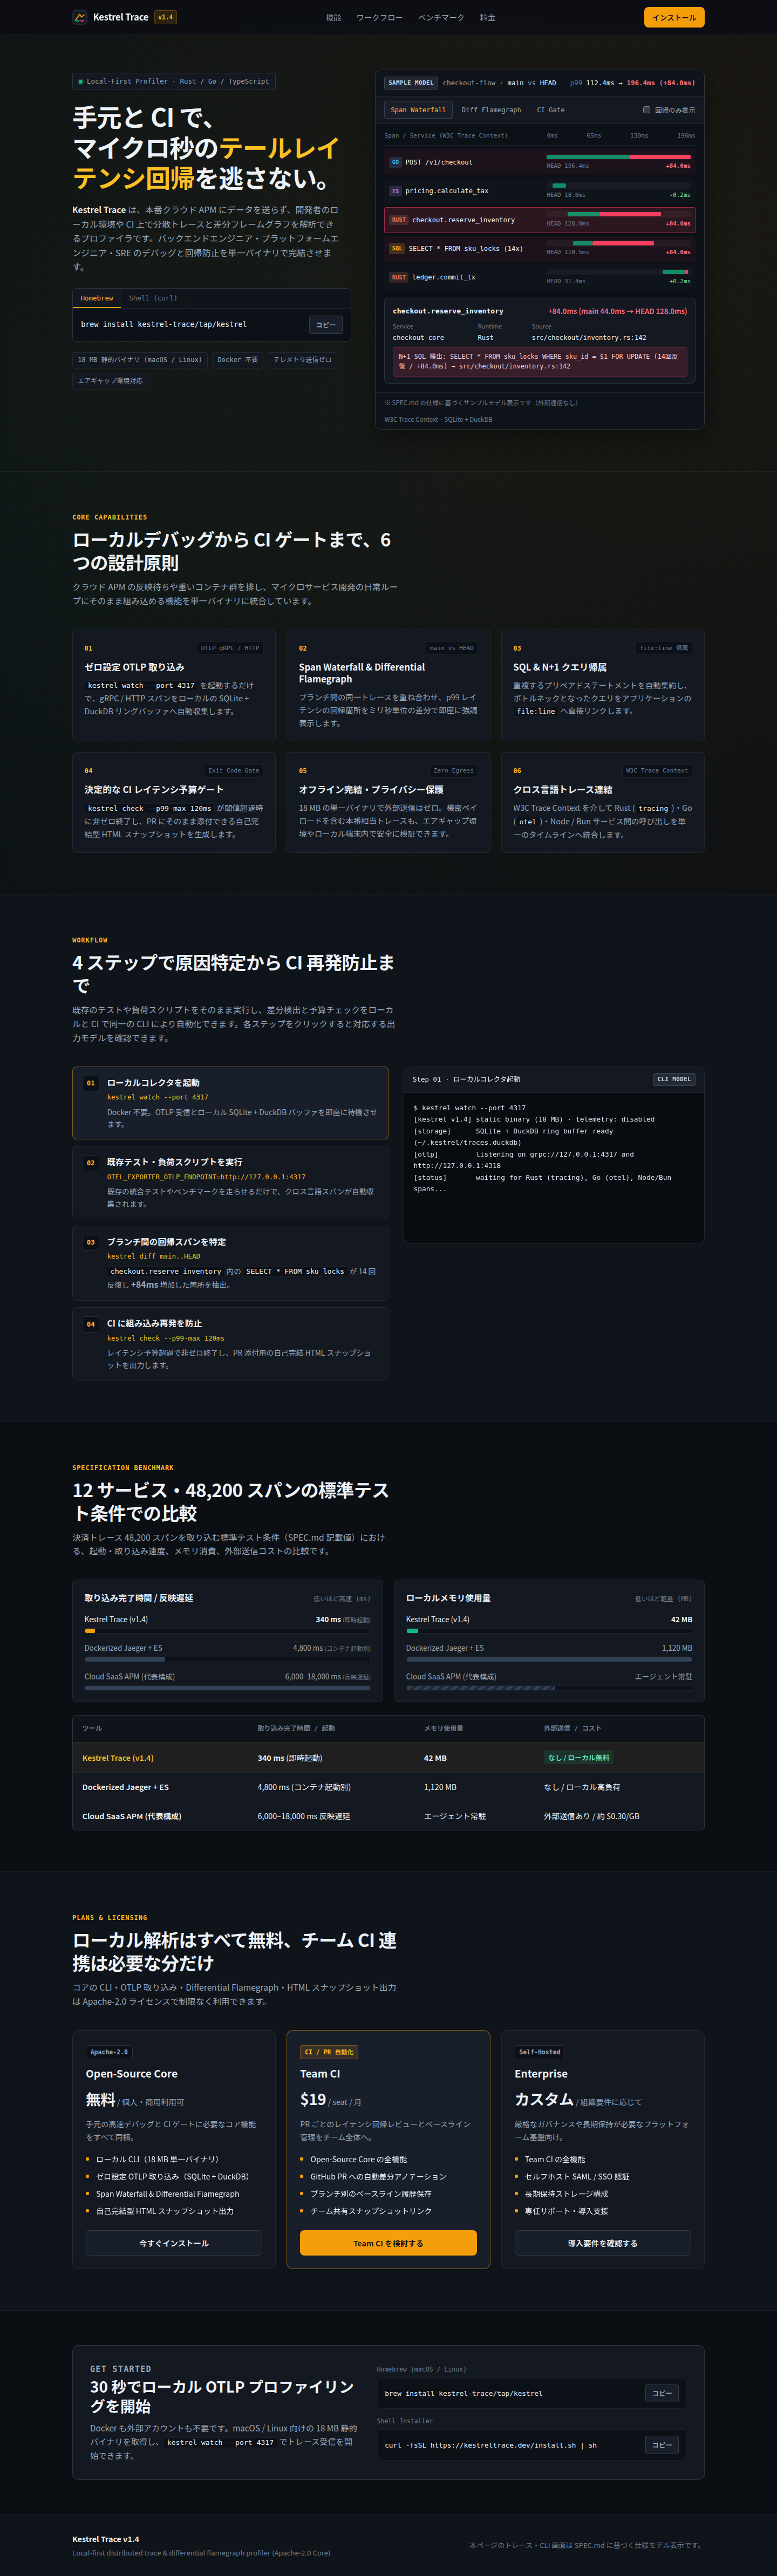 Kestrel Trace v1.4
機能 ワークフロー ベンチマーク 料金
インストール
Local-First Profiler · Rust / Go / TypeScript
手元と CI で、
マイクロ秒のテールレイ
テンシ回帰を逃さない。
Kestrel Trace は、本番クラウド APM にデータを送らず、開発者のロ
ーカル環境や CI 上で分散トレースと差分フレームグラフを解析でき
るプロファイラです。バックエンドエンジニア・プラットフォームエ
ンジニア・SRE のデバッグと回帰防止を単一バイナリで完結させま
す。
Homebrew Shell (curl)
brew install kestrel-trace/tap/kestrel
コピー
18 MB 静的バイナリ (macOS / Linux)
Docker 不要
テレメトリ送信ゼロ
エアギャップ環境対応
SAMPLE MODEL checkout-flow · main vs HEAD p99 112.4ms → 196.4ms (+84.0ms)
Span Waterfall Diff Flamegraph CI Gate 回帰のみ表示
Span / Service (W3C Trace Context) 0ms 65ms 130ms 196ms
GO POST /v1/checkout
HEAD 196.4ms +84.0ms
TS pricing.calculate_tax
HEAD 18.0ms -0.2ms
RUST checkout.reserve_inventory
HEAD 128.0ms +84.0ms
SQL SELECT * FROM sku_locks (14x)
HEAD 110.5ms +84.0ms
RUST ledger.commit_tx
HEAD 31.4ms +0.2ms
checkout.reserve_inventory +84.0ms (main 44.0ms → HEAD 128.0ms)
Service Runtime Source
checkout-core Rust src/checkout/inventory.rs:142
N+1 SQL 検出: SELECT * FROM sku_locks WHERE sku_id = $1 FOR UPDATE (14回反
復 / +84.0ms) → src/checkout/inventory.rs:142
※ SPEC.md の仕様に基づくサンプルモデル表示です（外部通信なし）
W3C Trace Context · SQLite + DuckDB
CORE CAPABILITIES
ローカルデバッグから CI ゲートまで、6
つの設計原則
クラウド APM の反映待ちや重いコンテナ群を排し、マイクロサービス開発の日常ルー
プにそのまま組み込める機能を単一バイナリに統合しています。
01 OTLP gRPC / HTTP
ゼロ設定 OTLP 取り込み
kestrel watch --port 4317 を起動するだけ
で、gRPC / HTTP スパンをローカルの SQLite +
DuckDB リングバッファへ自動収集します。
02 main vs HEAD
Span Waterfall & Differential
Flamegraph
ブランチ間の同一トレースを重ね合わせ、p99 レイ
テンシの回帰箇所をミリ秒単位の差分で即座に強調
表示します。
03 file:line 帰属
SQL & N+1 クエリ帰属
重複するプリペアドステートメントを自動集約し、
ボトルネックとなったクエリをアプリケーションの
file:line へ直接リンクします。
04 Exit Code Gate
決定的な CI レイテンシ予算ゲート
kestrel check --p99-max 120ms が閾値超過時
に非ゼロ終了し、PR にそのまま添付できる自己完
結型 HTML スナップショットを生成します。
05 Zero Egress
オフライン完結・プライバシー保護
18 MB の単一バイナリで外部送信はゼロ。機密ペイ
ロードを含む本番相当トレースも、エアギャップ環
境やローカル端末内で安全に検証できます。
06 W3C Trace Context
クロス言語トレース連結
W3C Trace Context を介して Rust ( tracing )・Go
( otel )・Node / Bun サービス間の呼び出しを単
一のタイムラインへ統合します。
WORKFLOW
4 ステップで原因特定から CI 再発防止ま
で
既存のテストや負荷スクリプトをそのまま実行し、差分検出と予算チェックをローカ
ルと CI で同一の CLI により自動化できます。各ステップをクリックすると対応する出
力モデルを確認できます。
01 ローカルコレクタを起動
kestrel watch --port 4317
Docker 不要。OTLP 受信とローカル SQLite + DuckDB バッファを即座に待機させ
ます。
02 既存テスト・負荷スクリプトを実行
OTEL_EXPORTER_OTLP_ENDPOINT=http://127.0.0.1:4317
既存の統合テストやベンチマークを走らせるだけで、クロス言語スパンが自動収
集されます。
03 ブランチ間の回帰スパンを特定
kestrel diff main..HEAD
checkout.reserve_inventory 内の SELECT * FROM sku_locks が 14 回
反復し +84ms 増加した箇所を抽出。
04 CI に組み込み再発を防止
kestrel check --p99-max 120ms
レイテンシ予算超過で非ゼロ終了し、PR 添付用の自己完結 HTML スナップショ
ットを出力します。
Step 01 · ローカルコレクタ起動 CLI MODEL
$ kestrel watch --port 4317
[kestrel v1.4] static binary (18 MB) · telemetry: disabled
[storage] SQLite + DuckDB ring buffer ready
(~/.kestrel/traces.duckdb)
[otlp] listening on grpc://127.0.0.1:4317 and
http://127.0.0.1:4318
[status] waiting for Rust (tracing), Go (otel), Node/Bun
spans...
SPECIFICATION BENCHMARK
12 サービス・48,200 スパンの標準テス
ト条件での比較
決済トレース 48,200 スパンを取り込む標準テスト条件（SPEC.md 記載値）におけ
る、起動・取り込み速度、メモリ消費、外部送信コストの比較です。
取り込み完了時間 / 反映遅延 低いほど高速 (ms)
Kestrel Trace (v1.4) 340 ms (即時起動)
Dockerized Jaeger + ES 4,800 ms (コンテナ起動別)
Cloud SaaS APM (代表構成) 6,000–18,000 ms (反映遅延)
ローカルメモリ使用量 低いほど軽量 (MB)
Kestrel Trace (v1.4) 42 MB
Dockerized Jaeger + ES 1,120 MB
Cloud SaaS APM (代表構成) エージェント常駐
ツール 取り込み完了時間 / 起動 メモリ使用量 外部送信 / コスト
Kestrel Trace (v1.4) 340 ms (即時起動) 42 MB なし / ローカル無料
Dockerized Jaeger + ES 4,800 ms (コンテナ起動別) 1,120 MB なし / ローカル高負荷
Cloud SaaS APM (代表構成) 6,000–18,000 ms 反映遅延 エージェント常駐 外部送信あり / 約 $0.30/GB
PLANS & LICENSING
ローカル解析はすべて無料、チーム CI 連
携は必要な分だけ
コアの CLI・OTLP 取り込み・Differential Flamegraph・HTML スナップショット出力
は Apache-2.0 ライセンスで制限なく利用できます。
Apache-2.0
Open-Source Core
無料 / 個人・商用利用可
手元の高速デバッグと CI ゲートに必要なコア機能
をすべて同梱。
ローカル CLI（18 MB 単一バイナリ）
ゼロ設定 OTLP 取り込み（SQLite + DuckDB）
Span Waterfall & Differential Flamegraph
自己完結型 HTML スナップショット出力
今すぐインストール
CI / PR 自動化
Team CI
$19 / seat / 月
PR ごとのレイテンシ回帰レビューとベースライン
管理をチーム全体へ。
Open-Source Core の全機能
GitHub PR への自動差分アノテーション
ブランチ別のベースライン履歴保存
チーム共有スナップショットリンク
Team CI を検討する
Self-Hosted
Enterprise
カスタム / 組織要件に応じて
厳格なガバナンスや長期保持が必要なプラットフォ
ーム基盤向け。
Team CI の全機能
セルフホスト SAML / SSO 認証
長期保持ストレージ構成
専任サポート・導入支援
導入要件を確認する
GET STARTED
30 秒でローカル OTLP プロファイリン
グを開始
Docker も外部アカウントも不要です。macOS / Linux 向けの 18 MB 静的
バイナリを取得し、 kestrel watch --port 4317 でトレース受信を開
始できます。
Homebrew (macOS / Linux)
brew install kestrel-trace/tap/kestrel
コピー
Shell Installer
curl -fsSL https://kestreltrace.dev/install.sh | sh
コピー
Kestrel Trace v1.4
Local-first distributed trace & differential flamegraph profiler (Apache-2.0 Core)
本ページのトレース・CLI 画面は SPEC.md に基づく仕様モデル表示です。